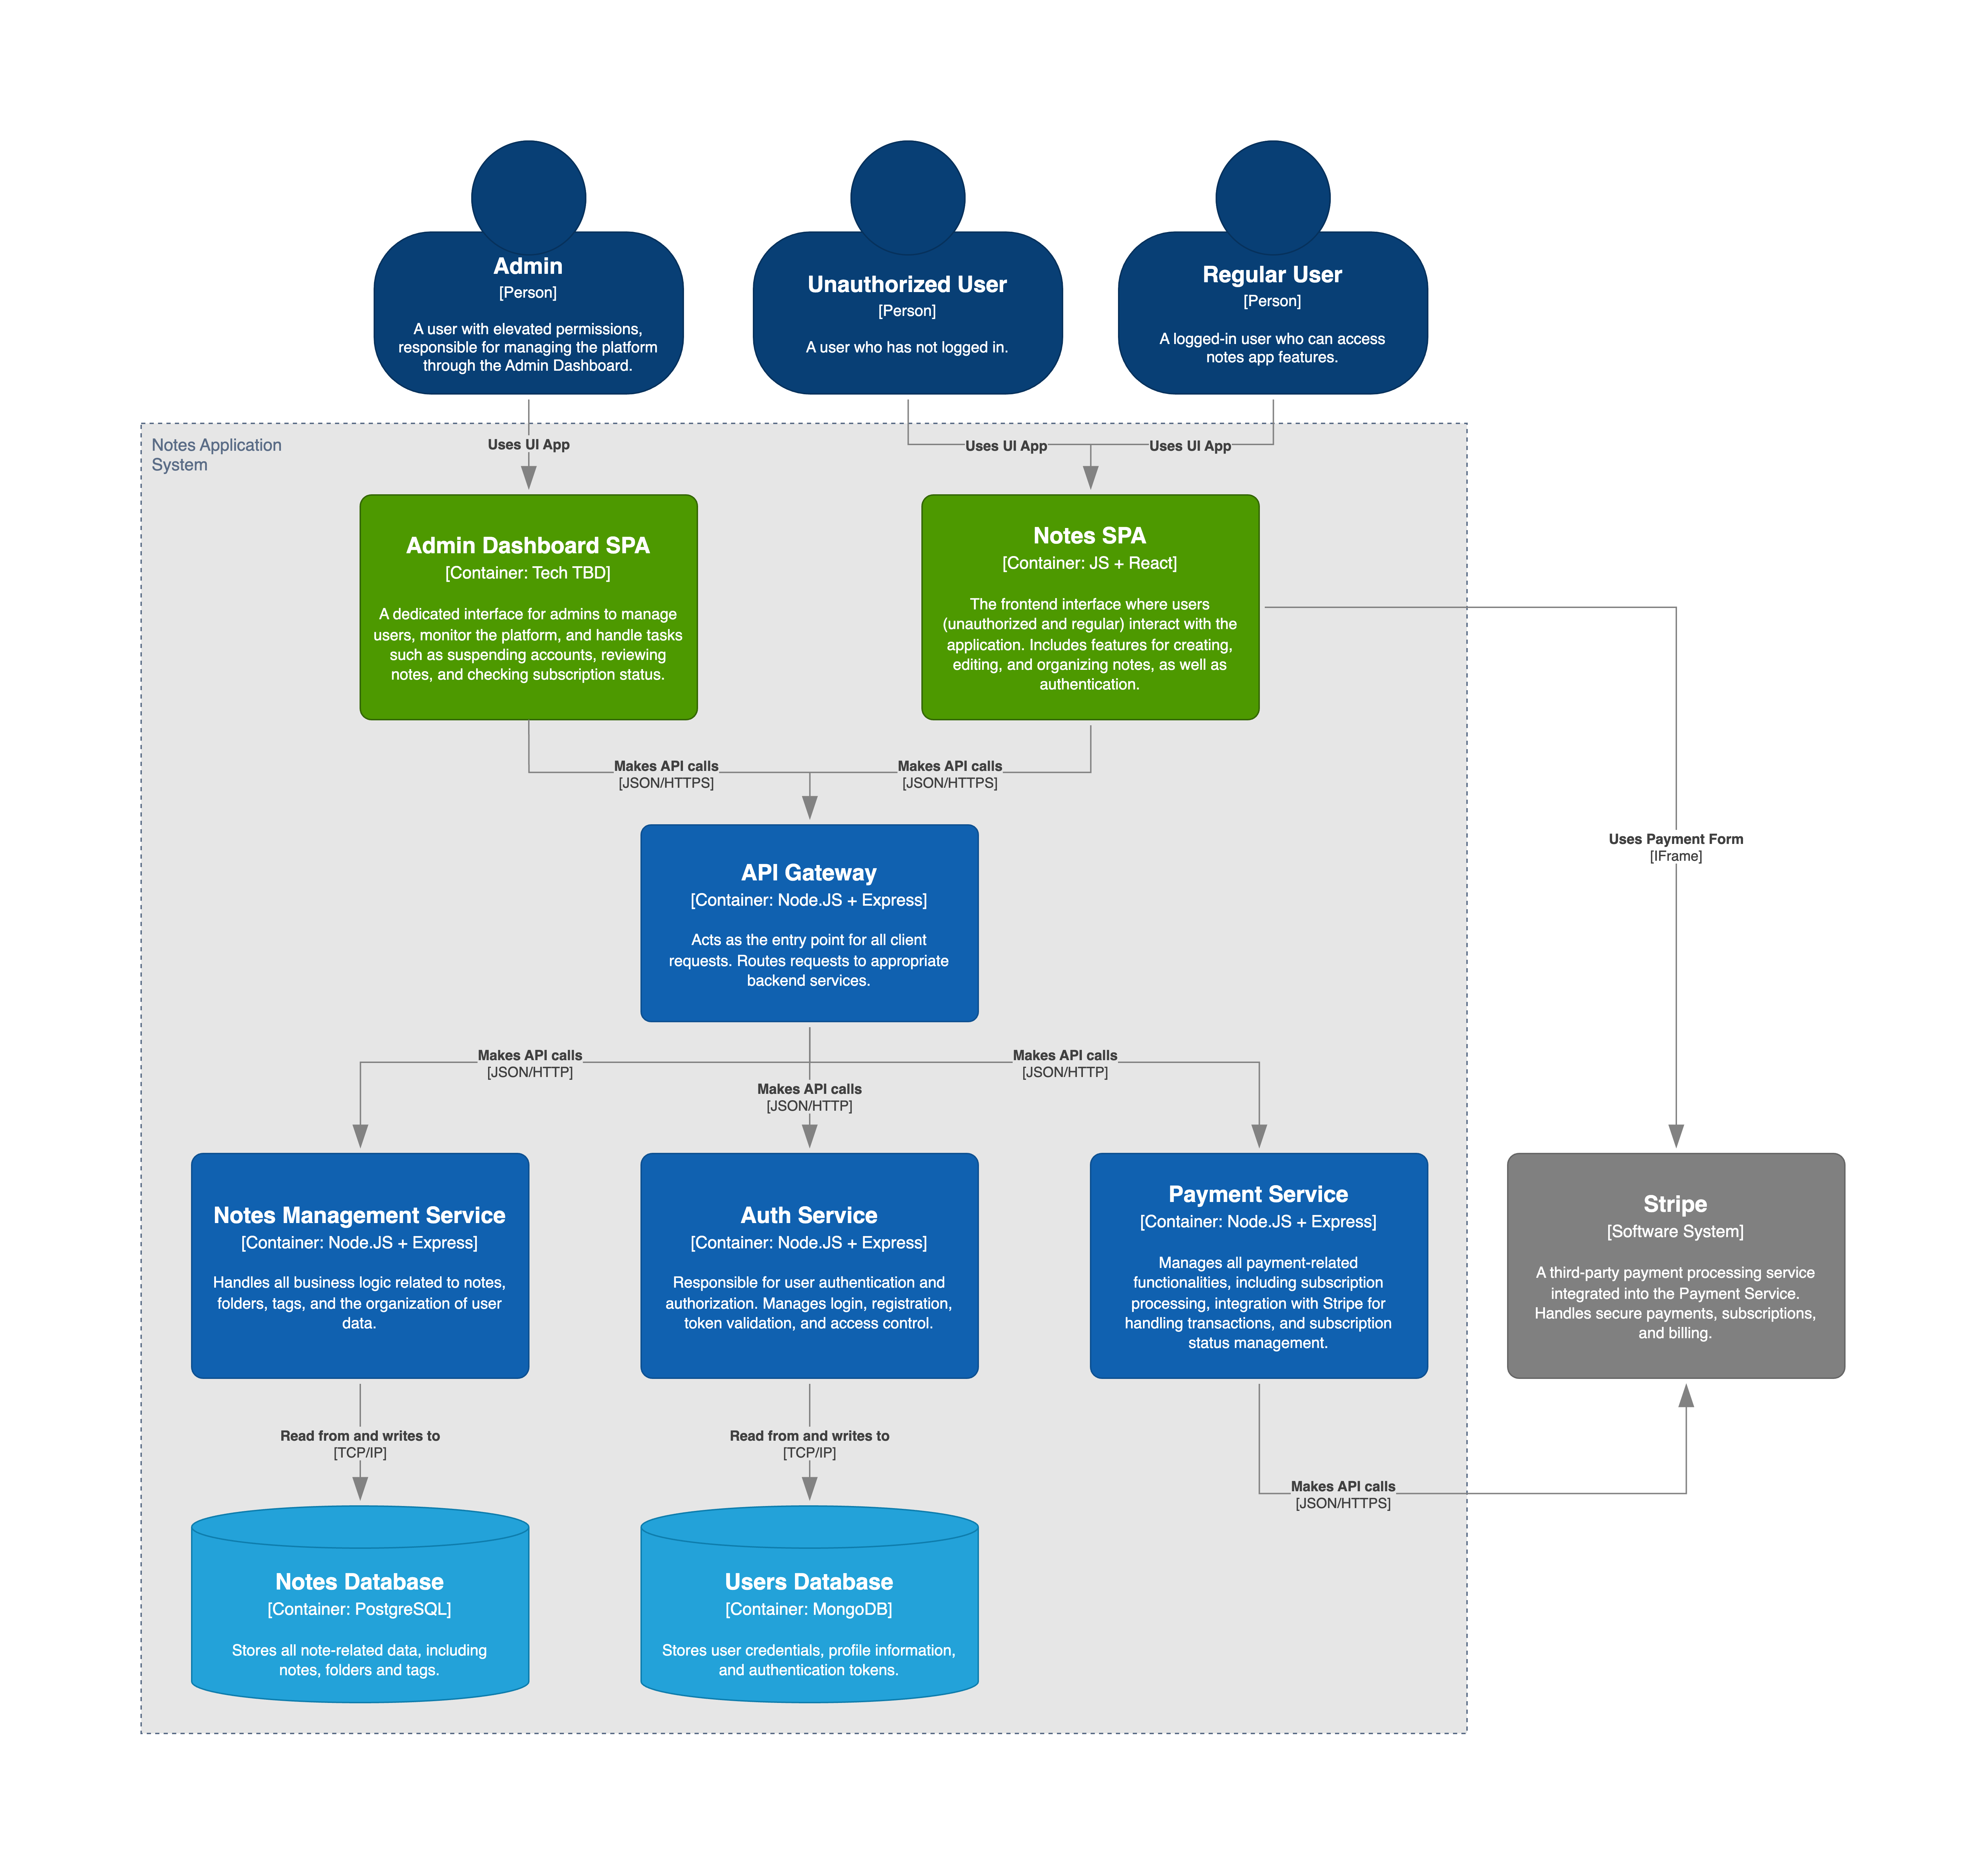 Admin
[Person]
A user with elevated permissions,
responsible for managing the platform
through the Admin Dashboard.
Unauthorized User
[Person]
A user who has not logged in.
Regular User
[Person]
A logged-in user who can access
notes app features.
Notes Application
System
Uses UI App
Uses UI App
Uses UI App
Admin Dashboard SPA
[Container: Tech TBD]
A dedicated interface for admins to manage
users, monitor the platform, and handle tasks
such as suspending accounts, reviewing
notes, and checking subscription status.
Notes SPA
[Container: JS + React]
The frontend interface where users
(unauthorized and regular) interact with the
application. Includes features for creating,
editing, and organizing notes, as well as
authentication.
Makes API calls
[JSON/HTTPS]
Makes API calls
[JSON/HTTPS]
Uses Payment Form
[IFrame]
API Gateway
[Container: Node.JS + Express]
Acts as the entry point for all client
requests. Routes requests to appropriate
backend services.
Makes API calls
[JSON/HTTP]
Makes API calls
[JSON/HTTP]
Makes API calls
[JSON/HTTP]
Notes Management Service
[Container: Node.JS + Express]
Handles all business logic related to notes,
folders, tags, and the organization of user
data.
Auth Service
[Container: Node.JS + Express]
Responsible for user authentication and
authorization. Manages login, registration,
token validation, and access control.
Payment Service
[Container: Node.JS + Express]
Manages all payment-related
functionalities, including subscription
processing, integration with Stripe for
handling transactions, and subscription
status management.
Stripe
[Software System]
A third-party payment processing service
integrated into the Payment Service.
Handles secure payments, subscriptions,
and billing.
Read from and writes to
[TCP/IP]
Read from and writes to
[TCP/IP]
Makes API calls
[JSON/HTTPS]
Notes Database
[Container: PostgreSQL]
Stores all note-related data, including
notes, folders and tags.
Users Database
[Container: MongoDB]
Stores user credentials, profile information,
and authentication tokens.